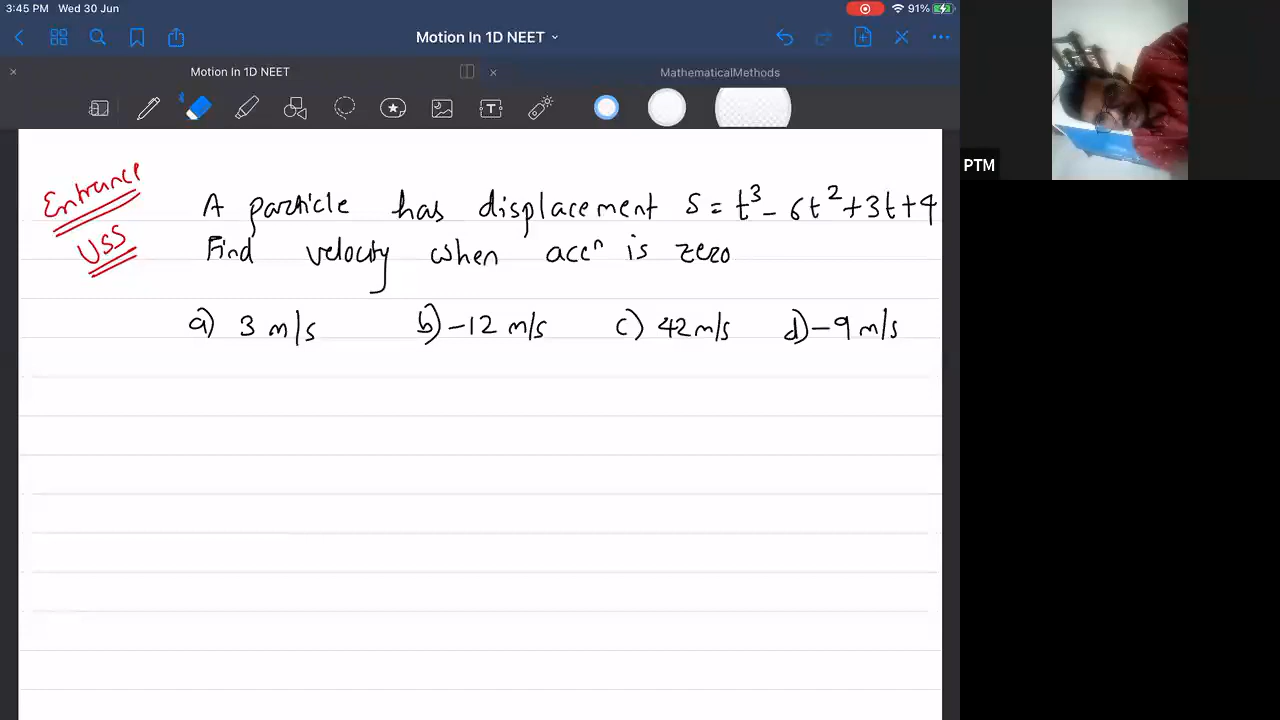 3:45 PM Wed 30 Jun
91%
Motion In 1D NEET
Motion In 1D NEET
MathematicalMethods
PTM
Entrance
USS
A particle has displacement S = t³ - 6t² + 3t + 4
Find velocity when accⁿ is zero
a) 3 m/s b) -12 m/s c) 42 m/s d) -9 m/s